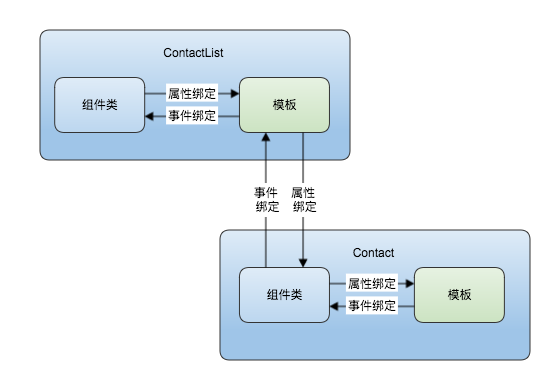 ContactList
组件类
属性绑定
事件绑定
模板
事件
绑定
属性
绑定
Contact
组件类
属性绑定
事件绑定
模板